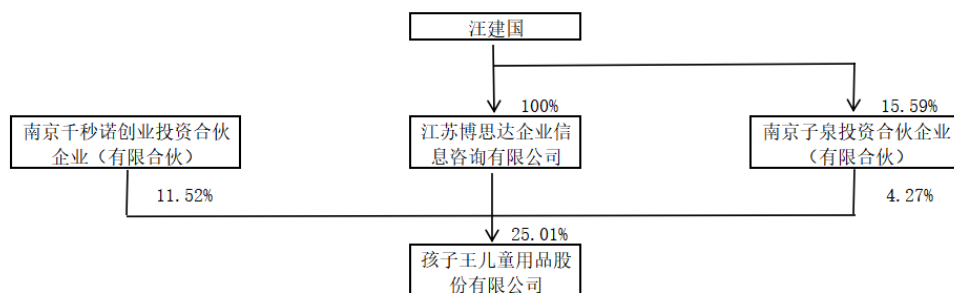 汪建国
100%
15.59%
南京千秒诺创业投资合伙
企业（有限合伙）
江苏博思达企业信
息咨询有限公司
南京子泉投资合伙企业
（有限合伙）
11.52%
4.27%
25.01%
孩子王儿童用品股
份有限公司